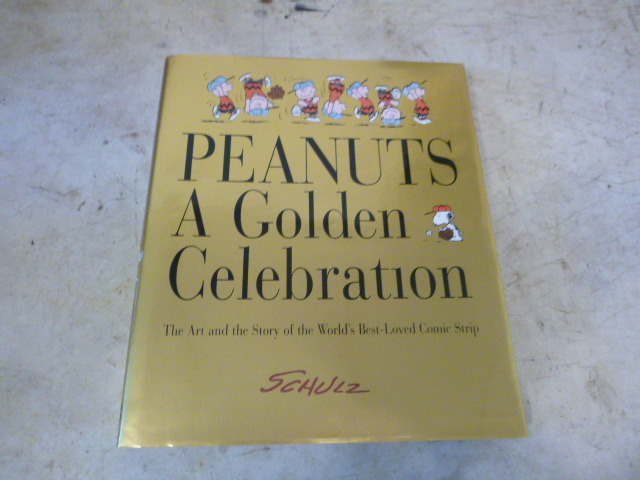 PEANUTS
A Golden
Celebration
The Art and the Story of the World's Best-Loved Comic Strip
SCHULZ